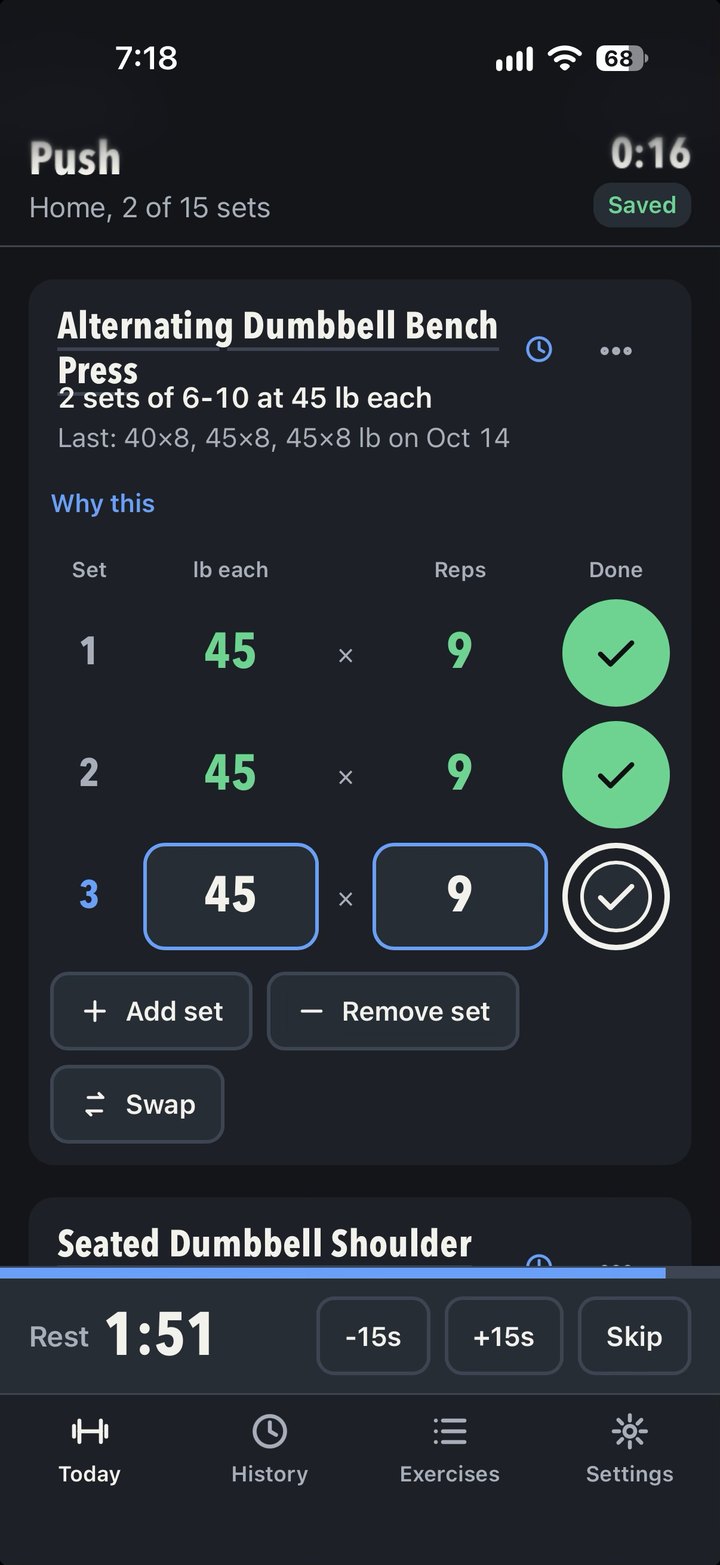 7:18
68
Push
0:16
Home, 2 of 15 sets
Saved
Alternating Dumbbell Bench
Press
2 sets of 6-10 at 45 lb each
Last: 40×8, 45×8, 45×8 lb on Oct 14
Why this
Set lb each Reps Done
1 45 × 9
2 45 × 9
3 45 × 9
+ Add set
− Remove set
Swap
Seated Dumbbell Shoulder
Rest 1:51
-15s
+15s
Skip
Today
History
Exercises
Settings